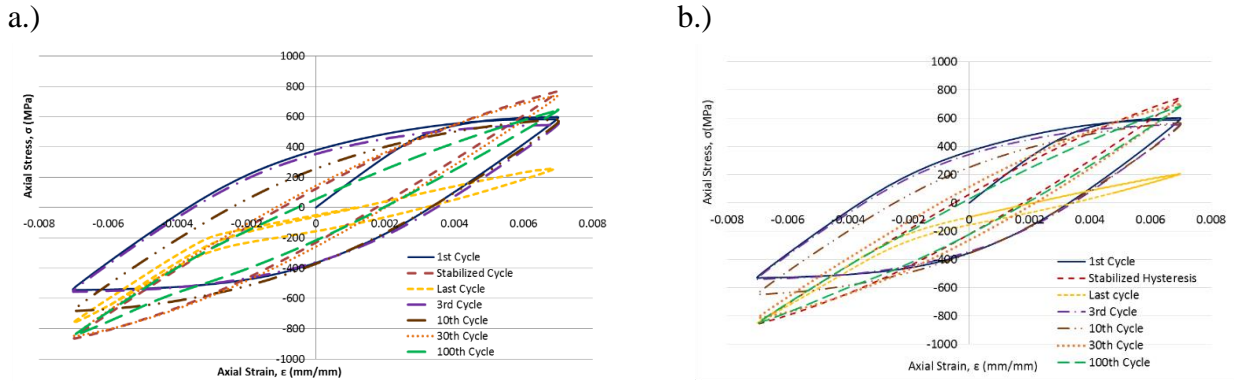 a.)
Axial Stress, σ (MPa)
1000
800
600
400
200
0
-200
-400
-600
-800
-1000
-0.008 -0.006 -0.004 -0.002 0 0.002 0.004 0.006 0.008
1st Cycle
Stabilized Cycle
Last Cycle
3rd Cycle
10th Cycle
30th Cycle
100th Cycle
Axial Strain, ε (mm/mm)
b.)
Axial Stress, σ(MPa)
1000
800
600
400
200
0
-200
-400
-600
-800
-1000
-0.008 -0.006 -0.004 -0.002 0 0.002 0.004 0.006 0.008
1st Cycle
Stabilized Hysteresis
Last cycle
3rd Cycle
10th Cycle
30th Cycle
100th Cycle
Axial Strain, ε (mm/mm)